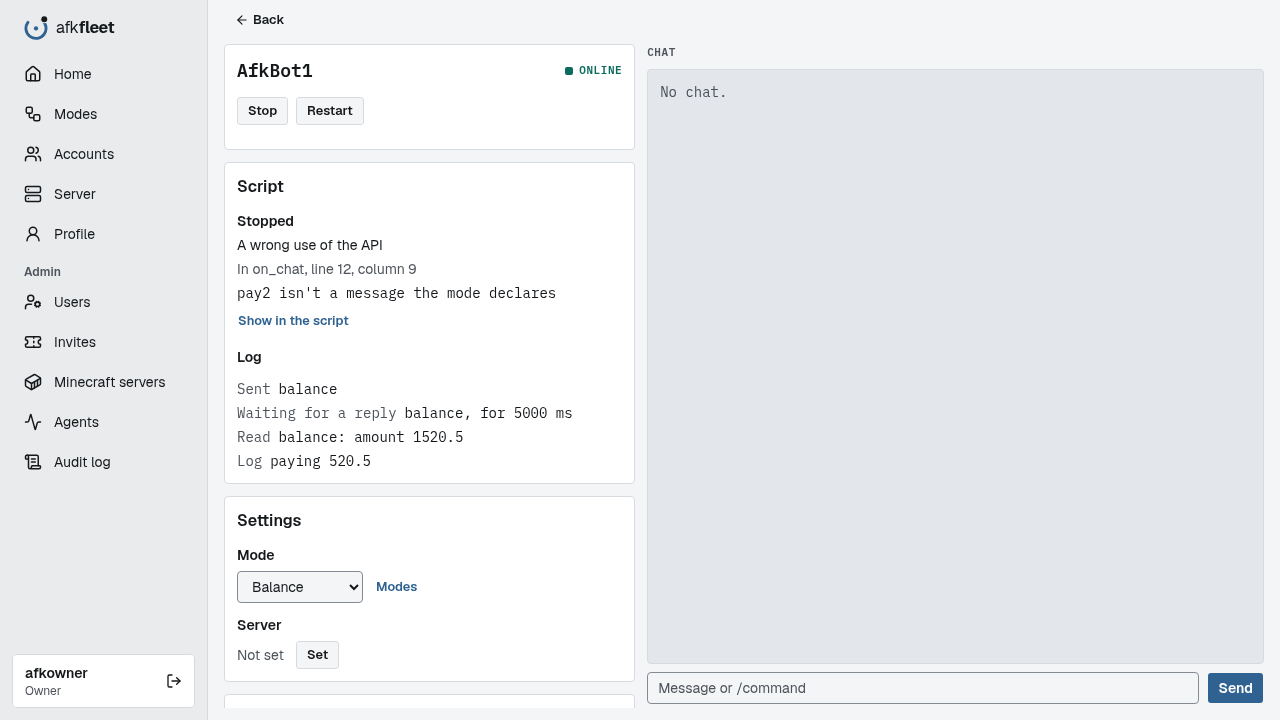 afkfleet
Home
Modes
Accounts
Server
Profile
Admin
Users
Invites
Minecraft servers
Agents
Audit log
afkowner
Owner
Back
AfkBot1
ONLINE
Stop
Restart
Script
Stopped
A wrong use of the API
In on_chat, line 12, column 9
pay2 isn't a message the mode declares
Show in the script
Log
Sent balance
Waiting for a reply balance, for 5000 ms
Read balance: amount 1520.5
Log paying 520.5
Settings
Mode
Balance
Modes
Server
Not set
Set
CHAT
No chat.
Message or /command
Send